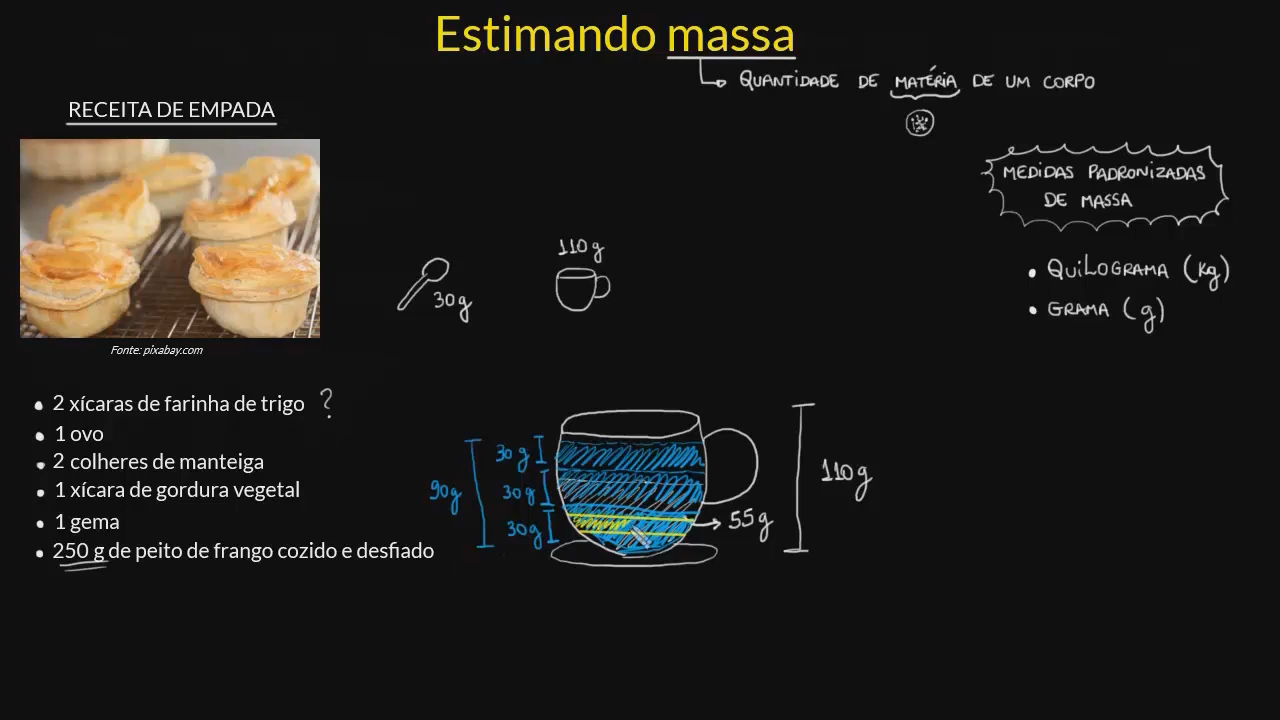 Estimando massa
QUANTIDADE DE MATÉRIA DE UM CORPO
RECEITA DE EMPADA
MEDIDAS PADRONIZADAS
DE MASSA
• QUILOGRAMA (kg)
• GRAMA (g)
110g
30g
Fonte: pixabay.com
• 2 xícaras de farinha de trigo ?
• 1 ovo
• 2 colheres de manteiga
• 1 xícara de gordura vegetal
• 1 gema
• 250 g de peito de frango cozido e desfiado
30g
90g
30g
30g
55g
110g